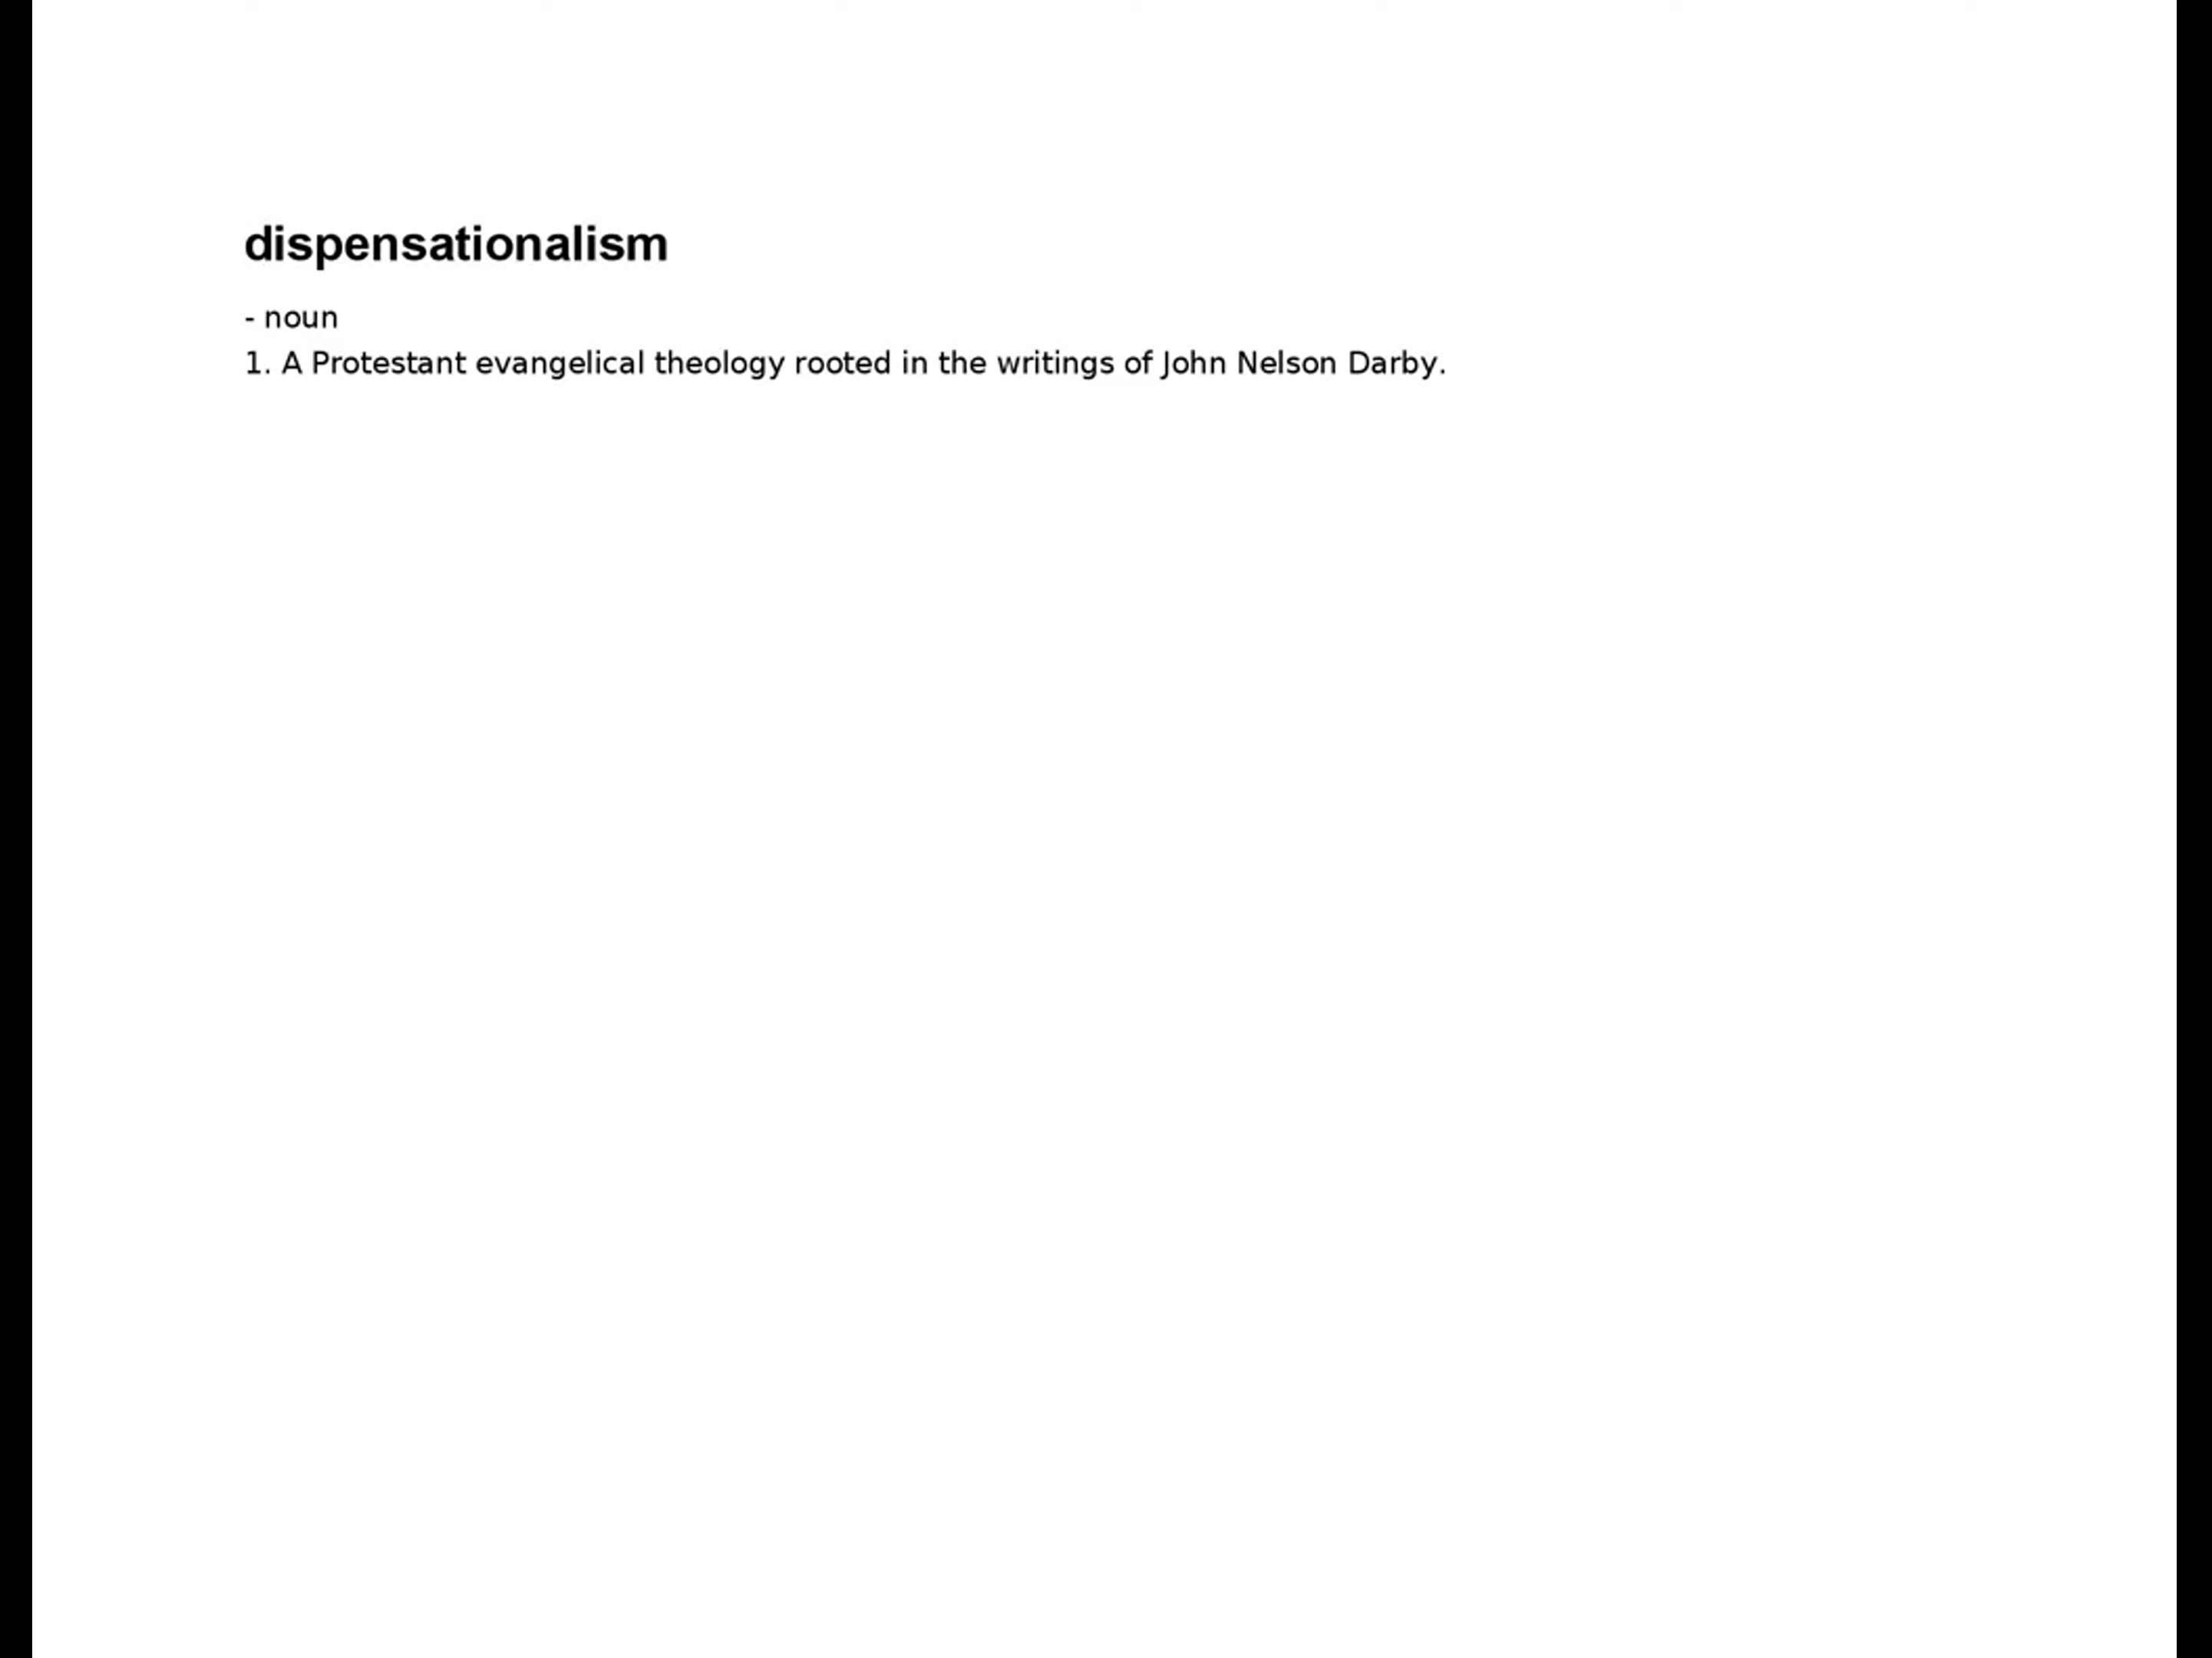 dispensationalism
- noun
1. A Protestant evangelical theology rooted in the writings of John Nelson Darby.